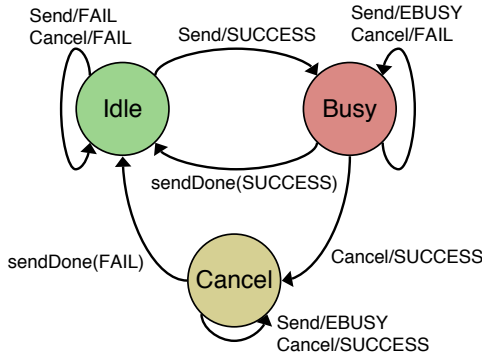 Send/FAIL
Cancel/FAIL
Send/SUCCESS
Send/EBUSY
Cancel/FAIL
Idle
Busy
sendDone(SUCCESS)
sendDone(FAIL)
Cancel/SUCCESS
Cancel
Send/EBUSY
Cancel/SUCCESS